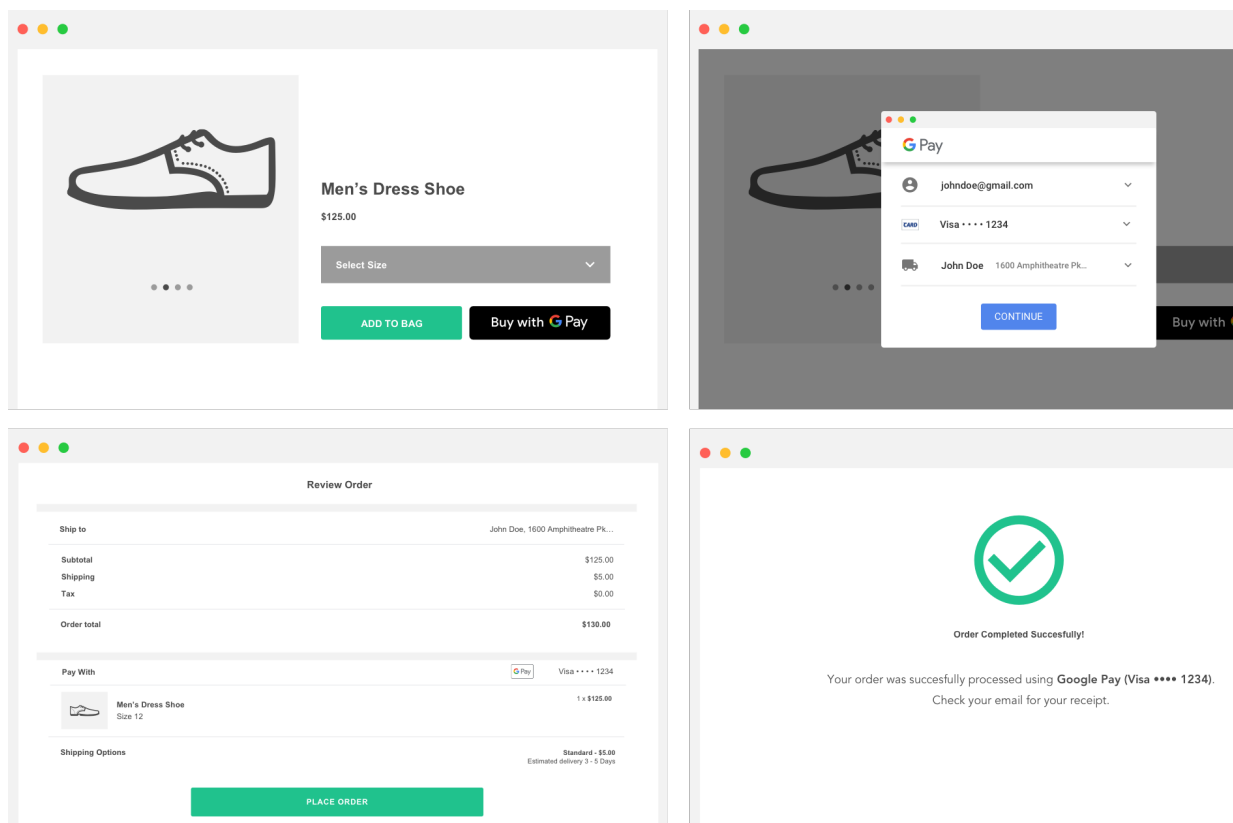 Men's Dress Shoe
$125.00
Select Size
ADD TO BAG
Buy with G Pay
G Pay
johndoe@gmail.com
CARD Visa •••• 1234
John Doe 1600 Amphitheatre Pk...
CONTINUE
Buy with
Review Order
Ship to John Doe, 1600 Amphitheatre Pk...
Subtotal $125.00
Shipping $5.00
Tax $0.00
Order total $130.00
Pay With G Pay Visa •••• 1234
Men's Dress Shoe 1 x $125.00
Size 12
Shipping Options Standard - $5.00
Estimated delivery 3 - 5 Days
PLACE ORDER
Order Completed Succesfully!
Your order was succesfully processed using Google Pay (Visa •••• 1234).
Check your email for your receipt.